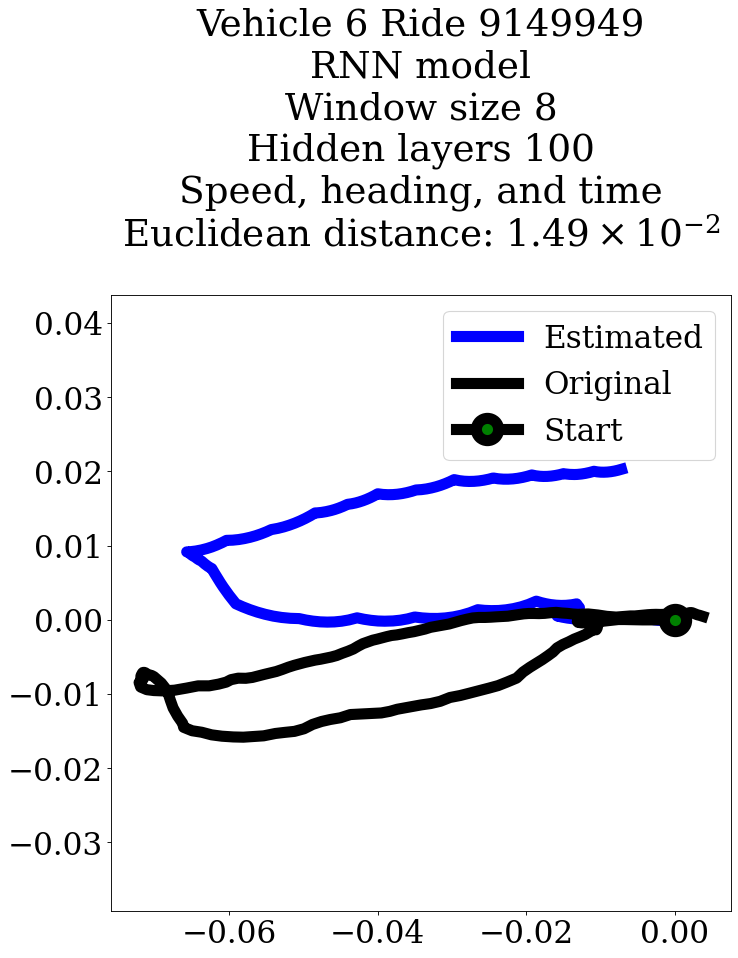 Vehicle 6 Ride 9149949
RNN model
Window size 8
Hidden layers 100
Speed, heading, and time
Euclidean distance: 1.49 × 10⁻²
Estimated
Original
Start
0.04
0.03
0.02
0.01
0.00
−0.01
−0.02
−0.03
−0.06 −0.04 −0.02 0.00